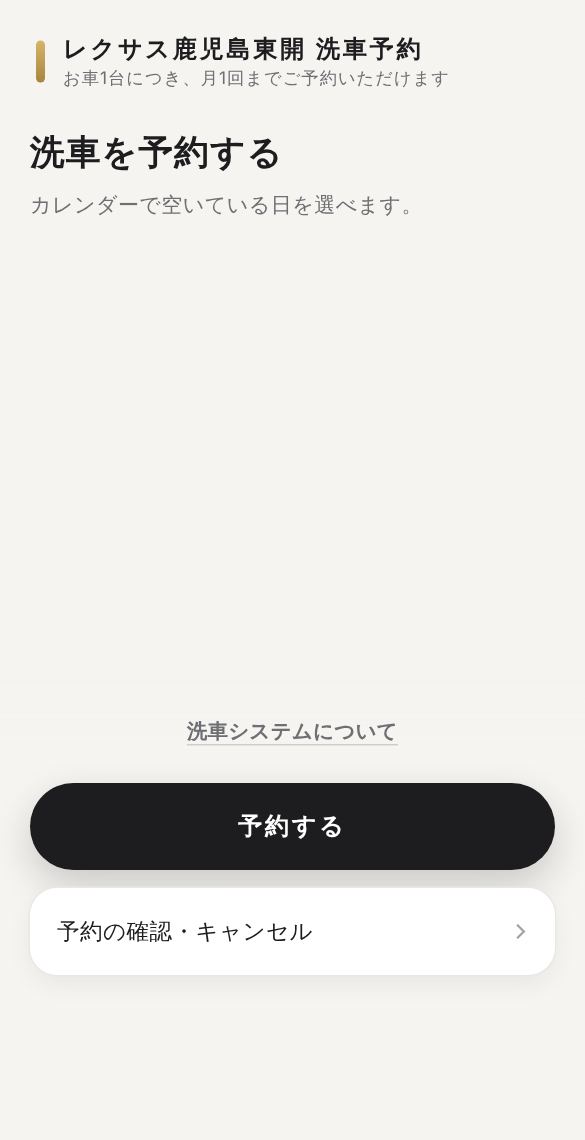 レクサス鹿児島東開 洗車予約
お車1台につき、月1回までご予約いただけます
洗車を予約する
カレンダーで空いている日を選べます。
洗車システムについて
予約する
予約の確認・キャンセル